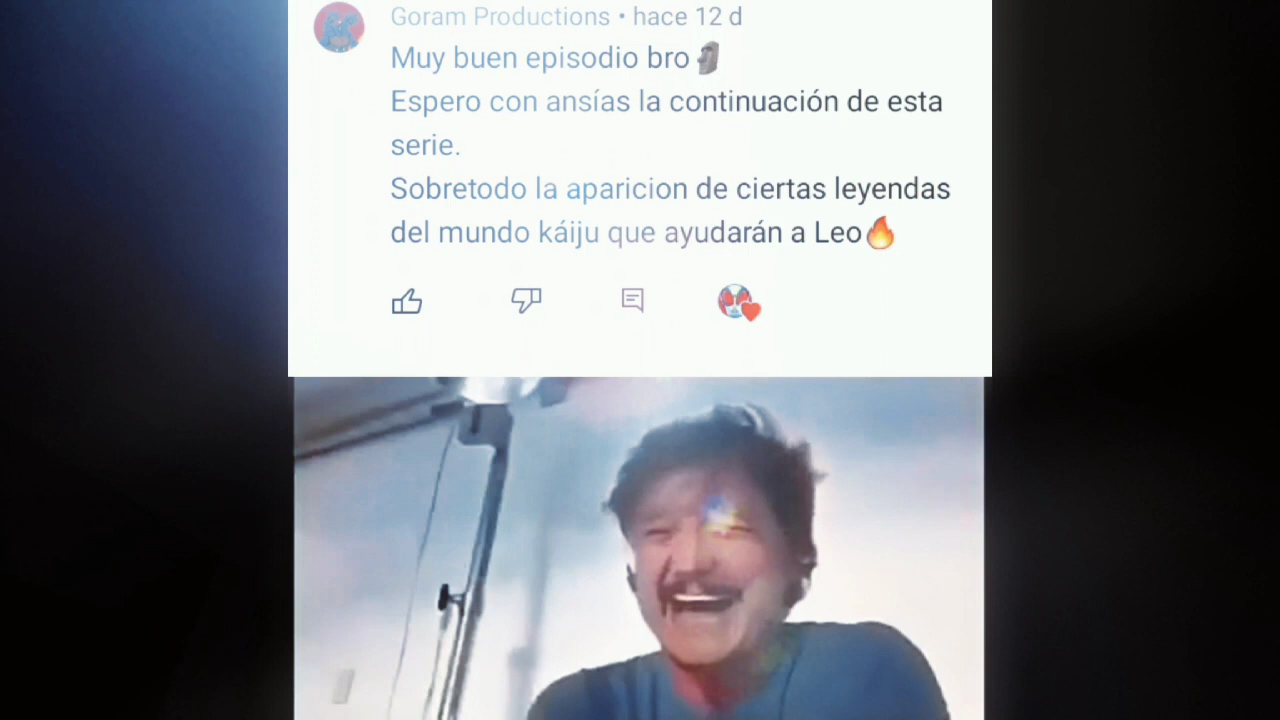 Goram Productions • hace 12 d
Muy buen episodio bro🗿
Espero con ansías la continuación de esta
serie.
Sobretodo la aparicion de ciertas leyendas
del mundo káiju que ayudarán a Leo🔥